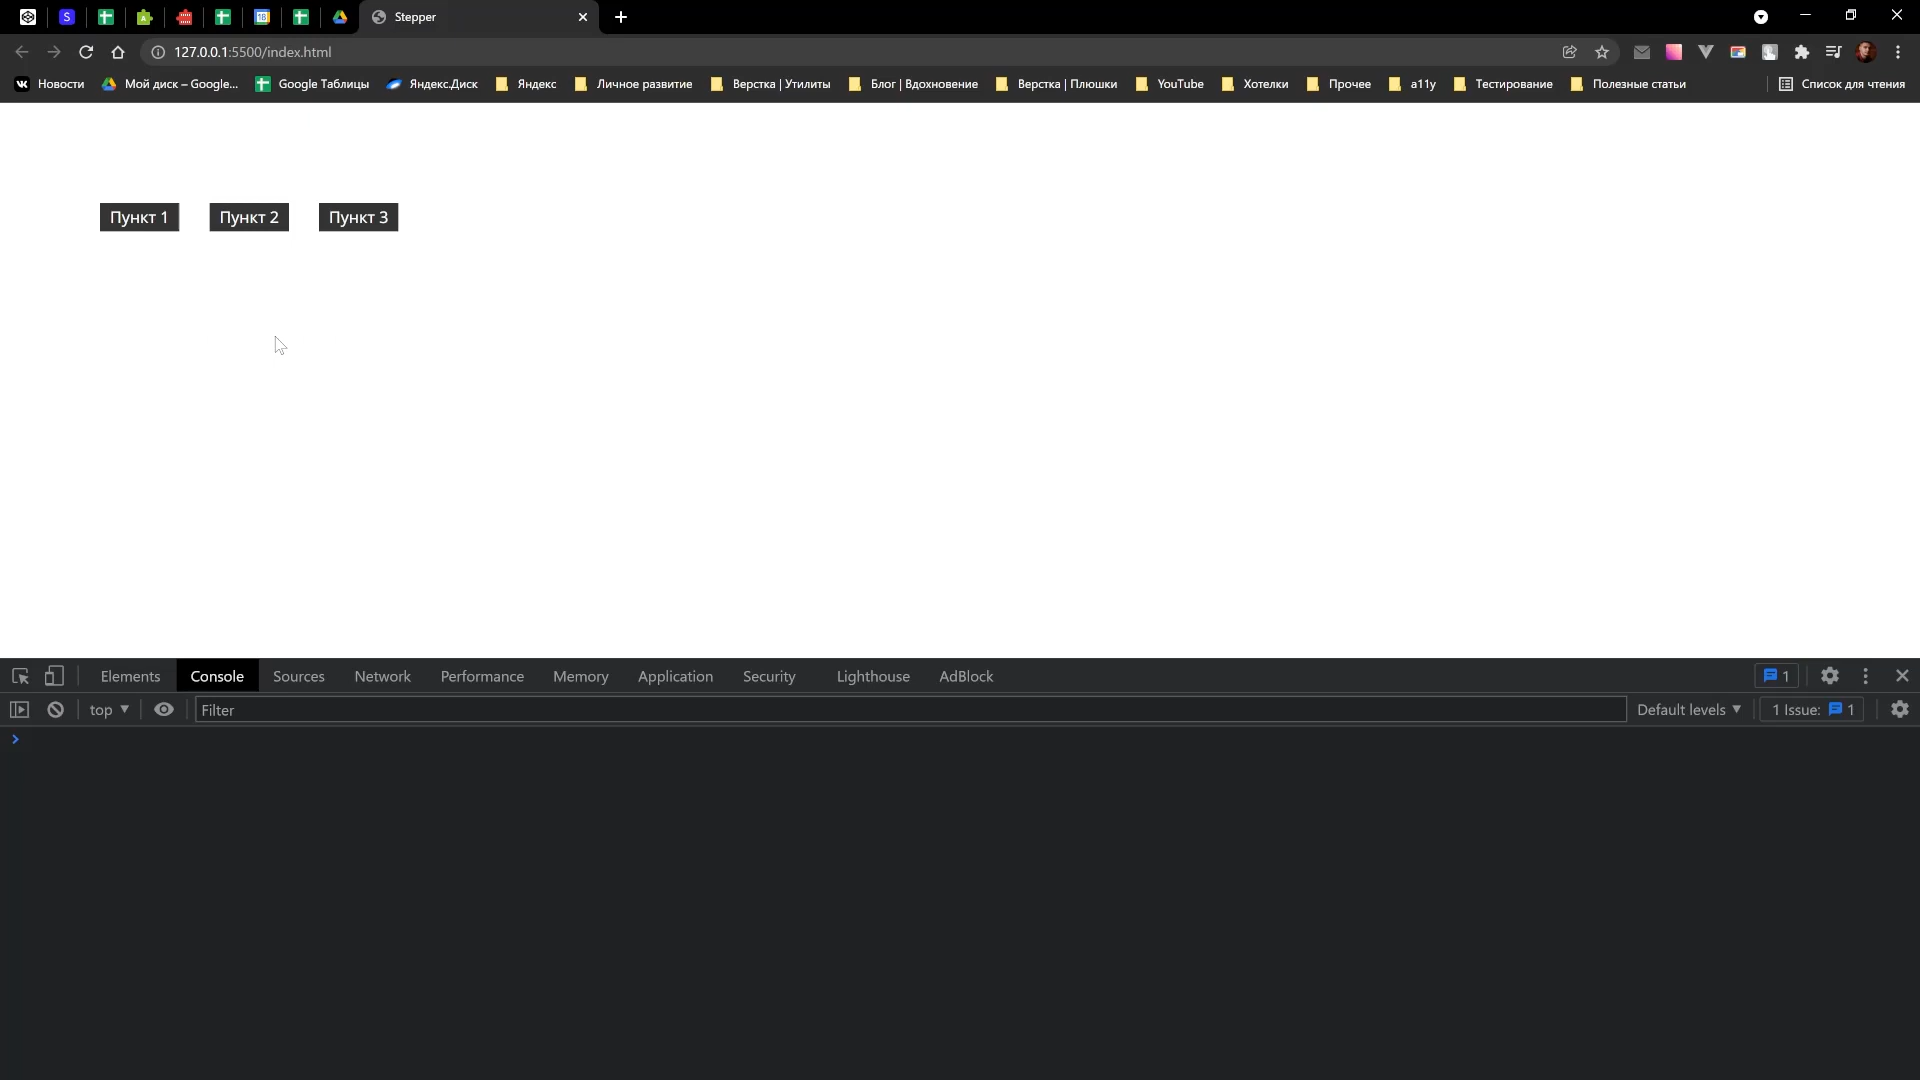 Stepper
127.0.0.1:5500/index.html
Новости Мой диск – Google... Google Таблицы Яндекс.Диск Яндекс Личное развитие Верстка | Утилиты Блог | Вдохновение Верстка | Плюшки YouTube Хотелки Прочее a11y Тестирование Полезные статьи Список для чтения
Пункт 1 Пункт 2 Пункт 3
Elements Console Sources Network Performance Memory Application Security Lighthouse AdBlock 1
top Filter Default levels 1 Issue: 1